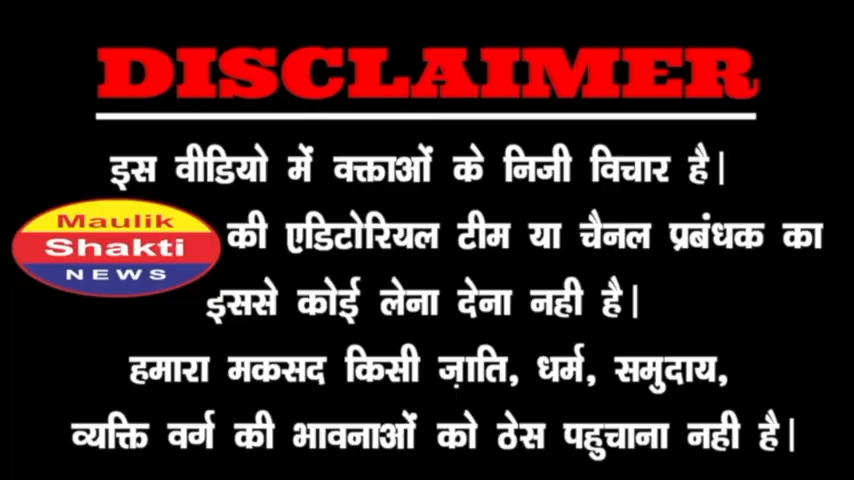 DISCLAIMER
इस वीडियो में वक्ताओं के निजी विचार है|
Maulik
Shakti
NEWS
की एडिटोरियल टीम या चैनल प्रबंधक का
इससे कोई लेना देना नही है|
हमारा मकसद किसी ज़ाति, धर्म, समुदाय,
व्यक्ति वर्ग की भावनाओं को ठेस पहुचाना नही है|